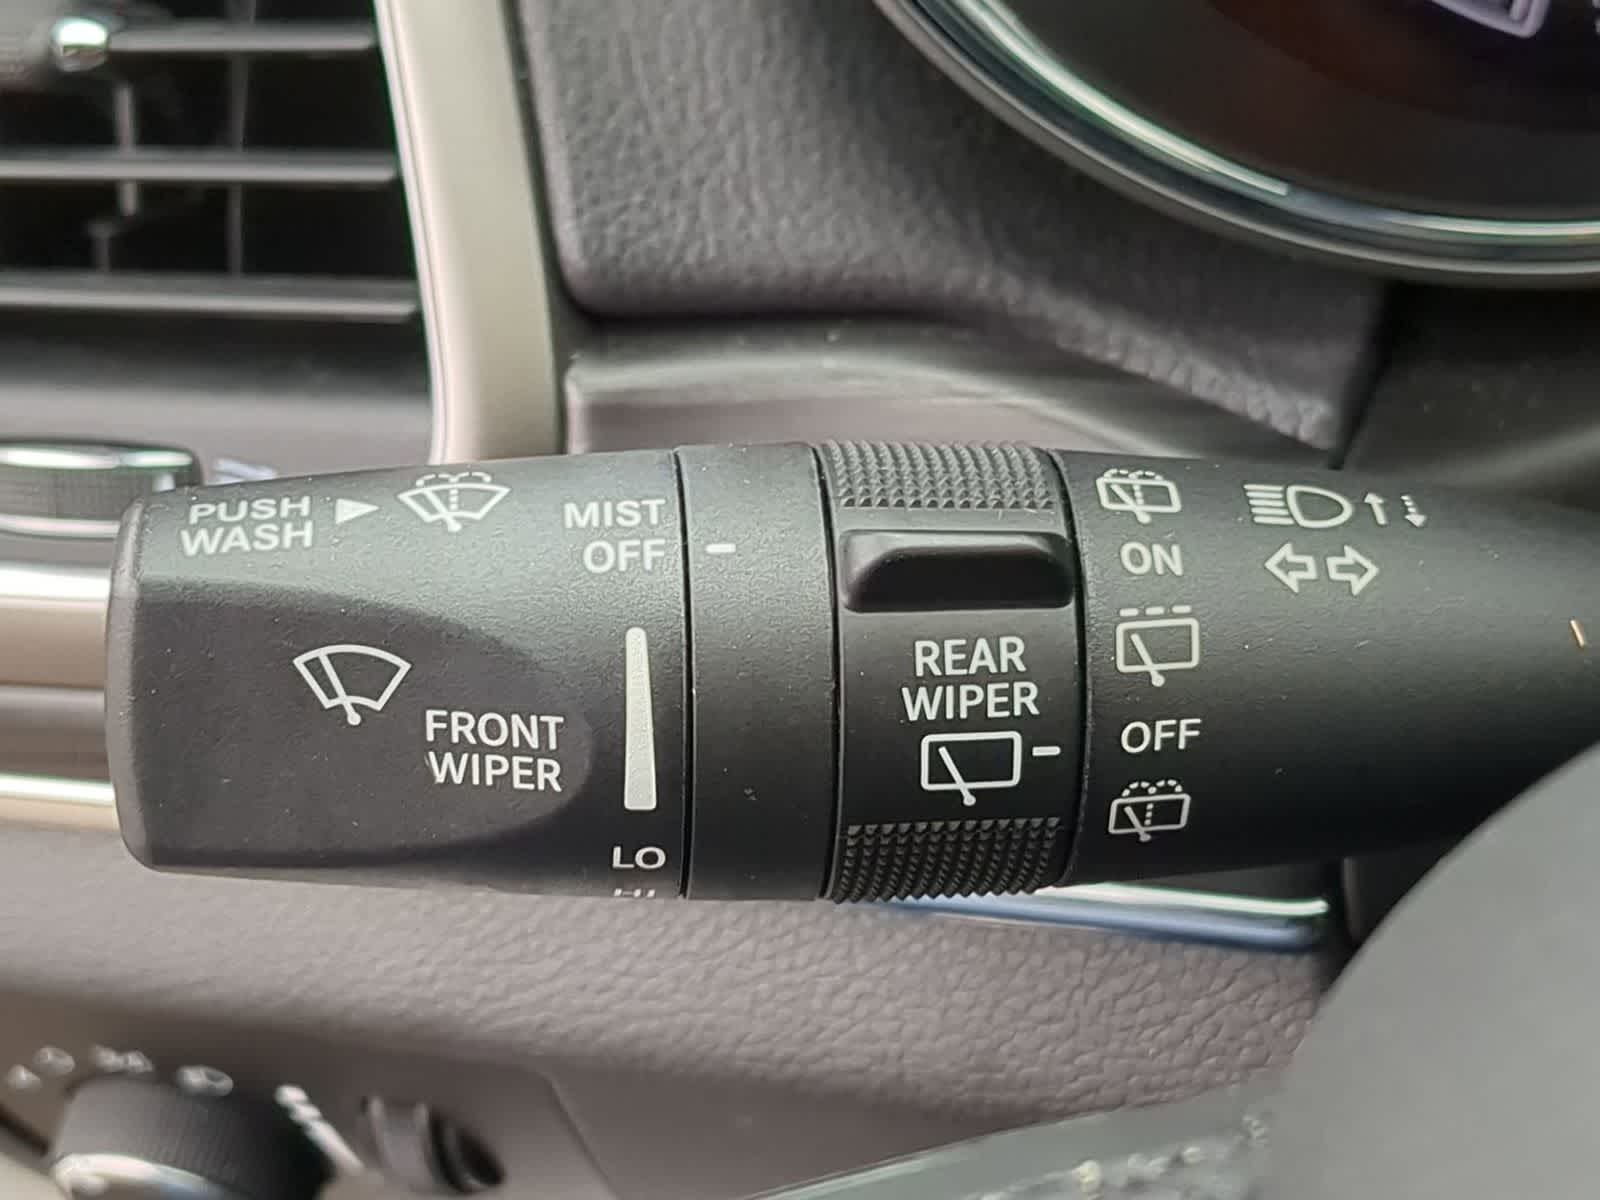 PUSH
WASH
MIST
OFF
FRONT
WIPER
LO
REAR
WIPER
ON
OFF